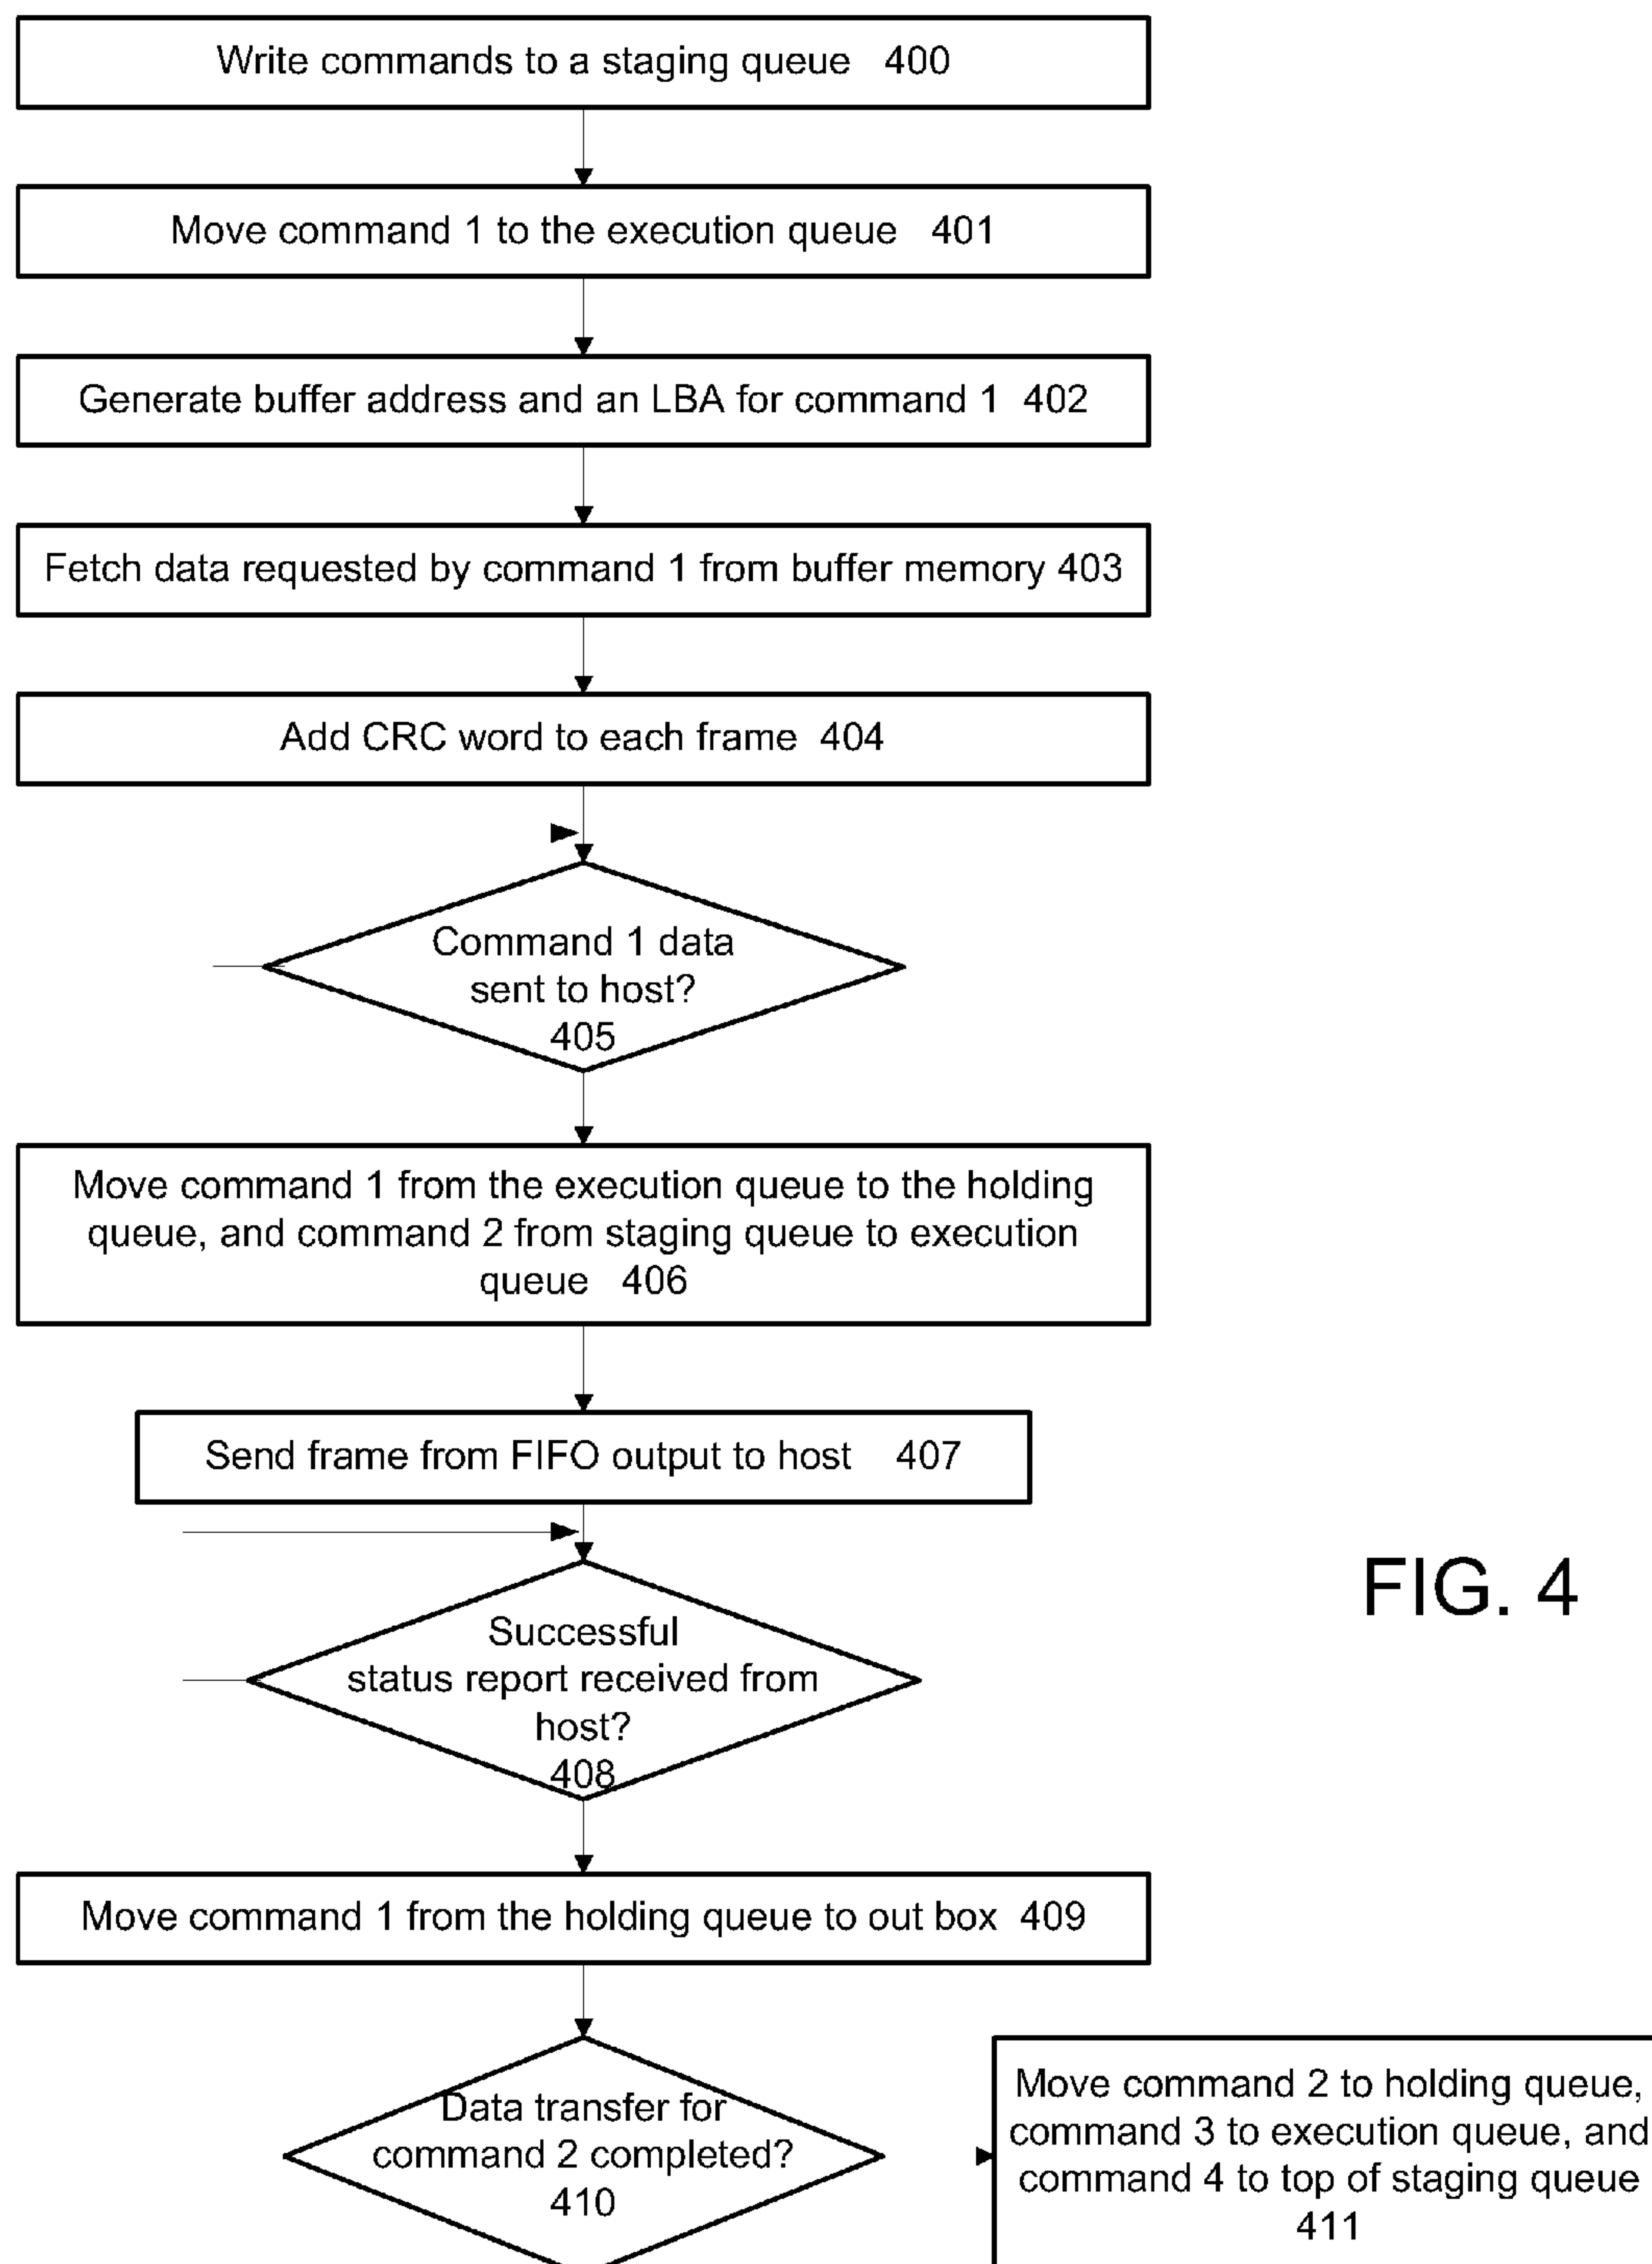 Write commands to a staging queue 400
Move command 1 to the execution queue 401
Generate buffer address and an LBA for command 1 402
Fetch data requested by command 1 from buffer memory 403
Add CRC word to each frame 404
Command 1 data
sent to host?
405
Move command 1 from the execution queue to the holding
queue, and command 2 from staging queue to execution
queue 406
Send frame from FIFO output to host 407
FIG. 4
Successful
status report received from
host?
408
Move command 1 from the holding queue to out box 409
Data transfer for
command 2 completed?
410
Move command 2 to holding queue,
command 3 to execution queue, and
command 4 to top of staging queue
411